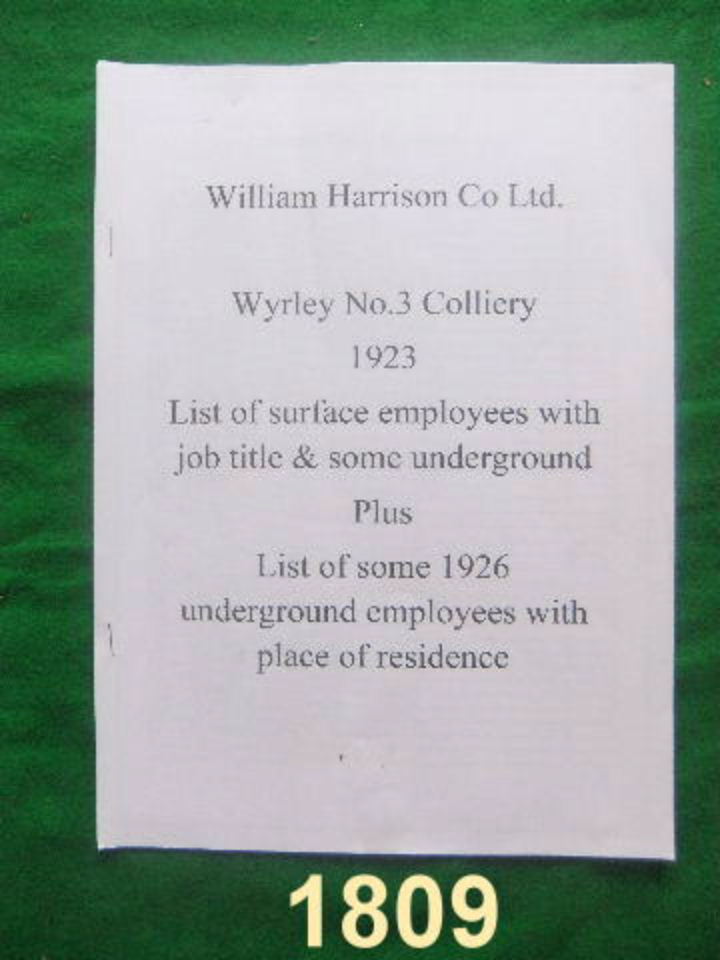 William Harrison Co Ltd.
Wyrley No.3 Colliery
1923
List of surface employees with
job title & some underground
Plus
List of some 1926
underground employees with
place of residence
1809